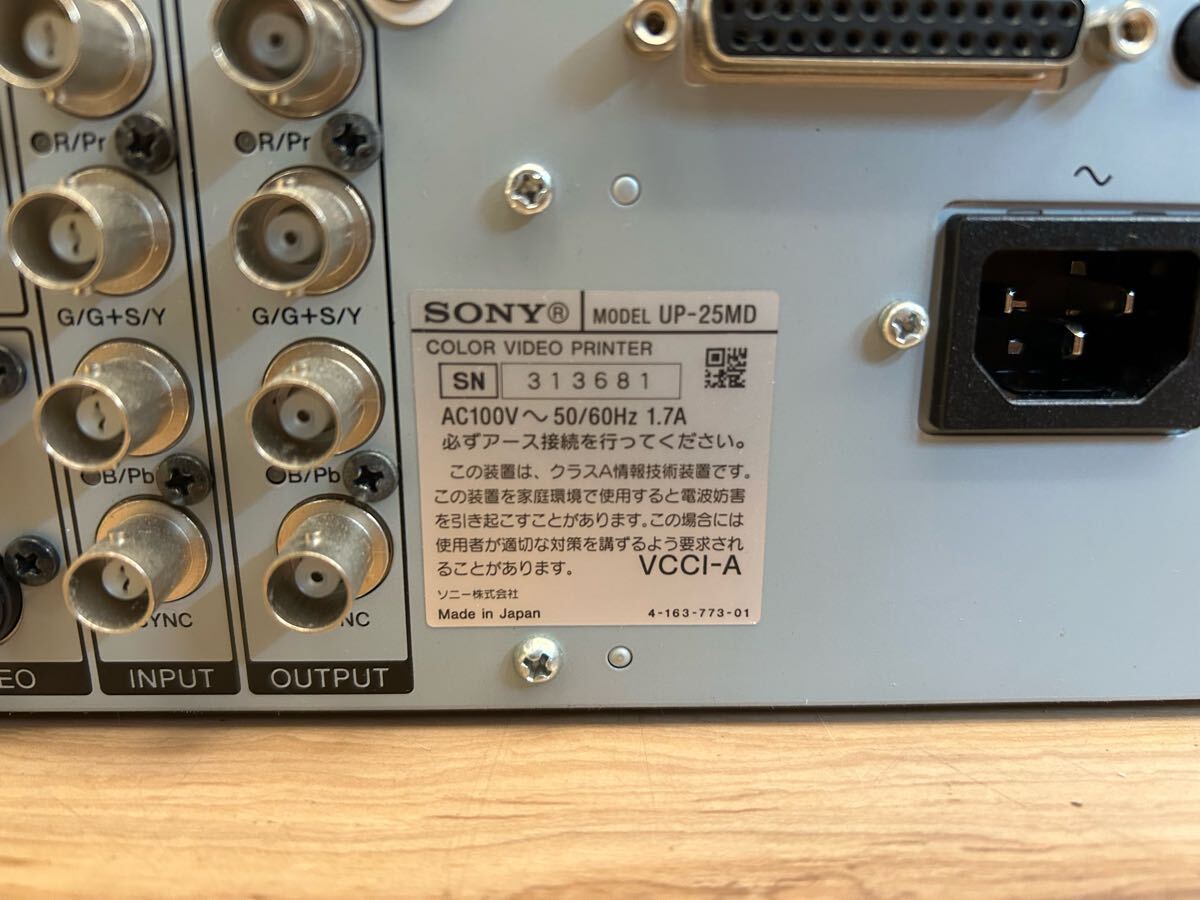 R/Pr
R/Pr
G/G+S/Y
G/G+S/Y
B/Pb
B/Pb
INPUT
OUTPUT
SONY® MODEL UP-25MD
COLOR VIDEO PRINTER
SN 313681
AC100V～50/60Hz 1.7A
必ずアース接続を行ってください。
この装置は、クラスA情報技術装置です。
この装置を家庭環境で使用すると電波妨害
を引き起こすことがあります。この場合には
使用者が適切な対策を講ずるよう要求され
ることがあります。 VCCI-A
ソニー株式会社
Made in Japan 4-163-773-01
～